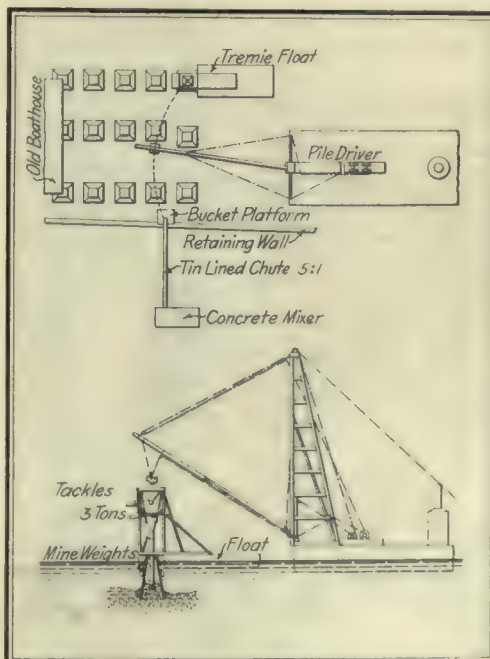 Tremie Float
Old Boathouse
Pile Driver
Bucket Platform
Retaining Wall
Tin Lined Chute 5:1
Concrete Mixer
Tackles
3 Tons
Mine Weights
Float